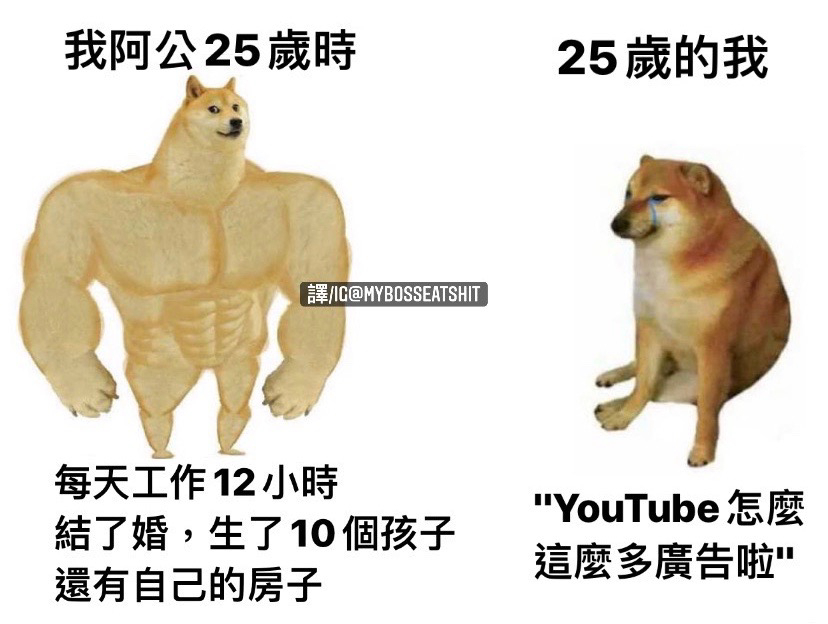 我阿公25歲時
25歲的我
譯/IG@MYBOSSEATSHIT
每天工作12小時
結了婚，生了10個孩子
還有自己的房子
"YouTube怎麼
這麼多廣告啦"